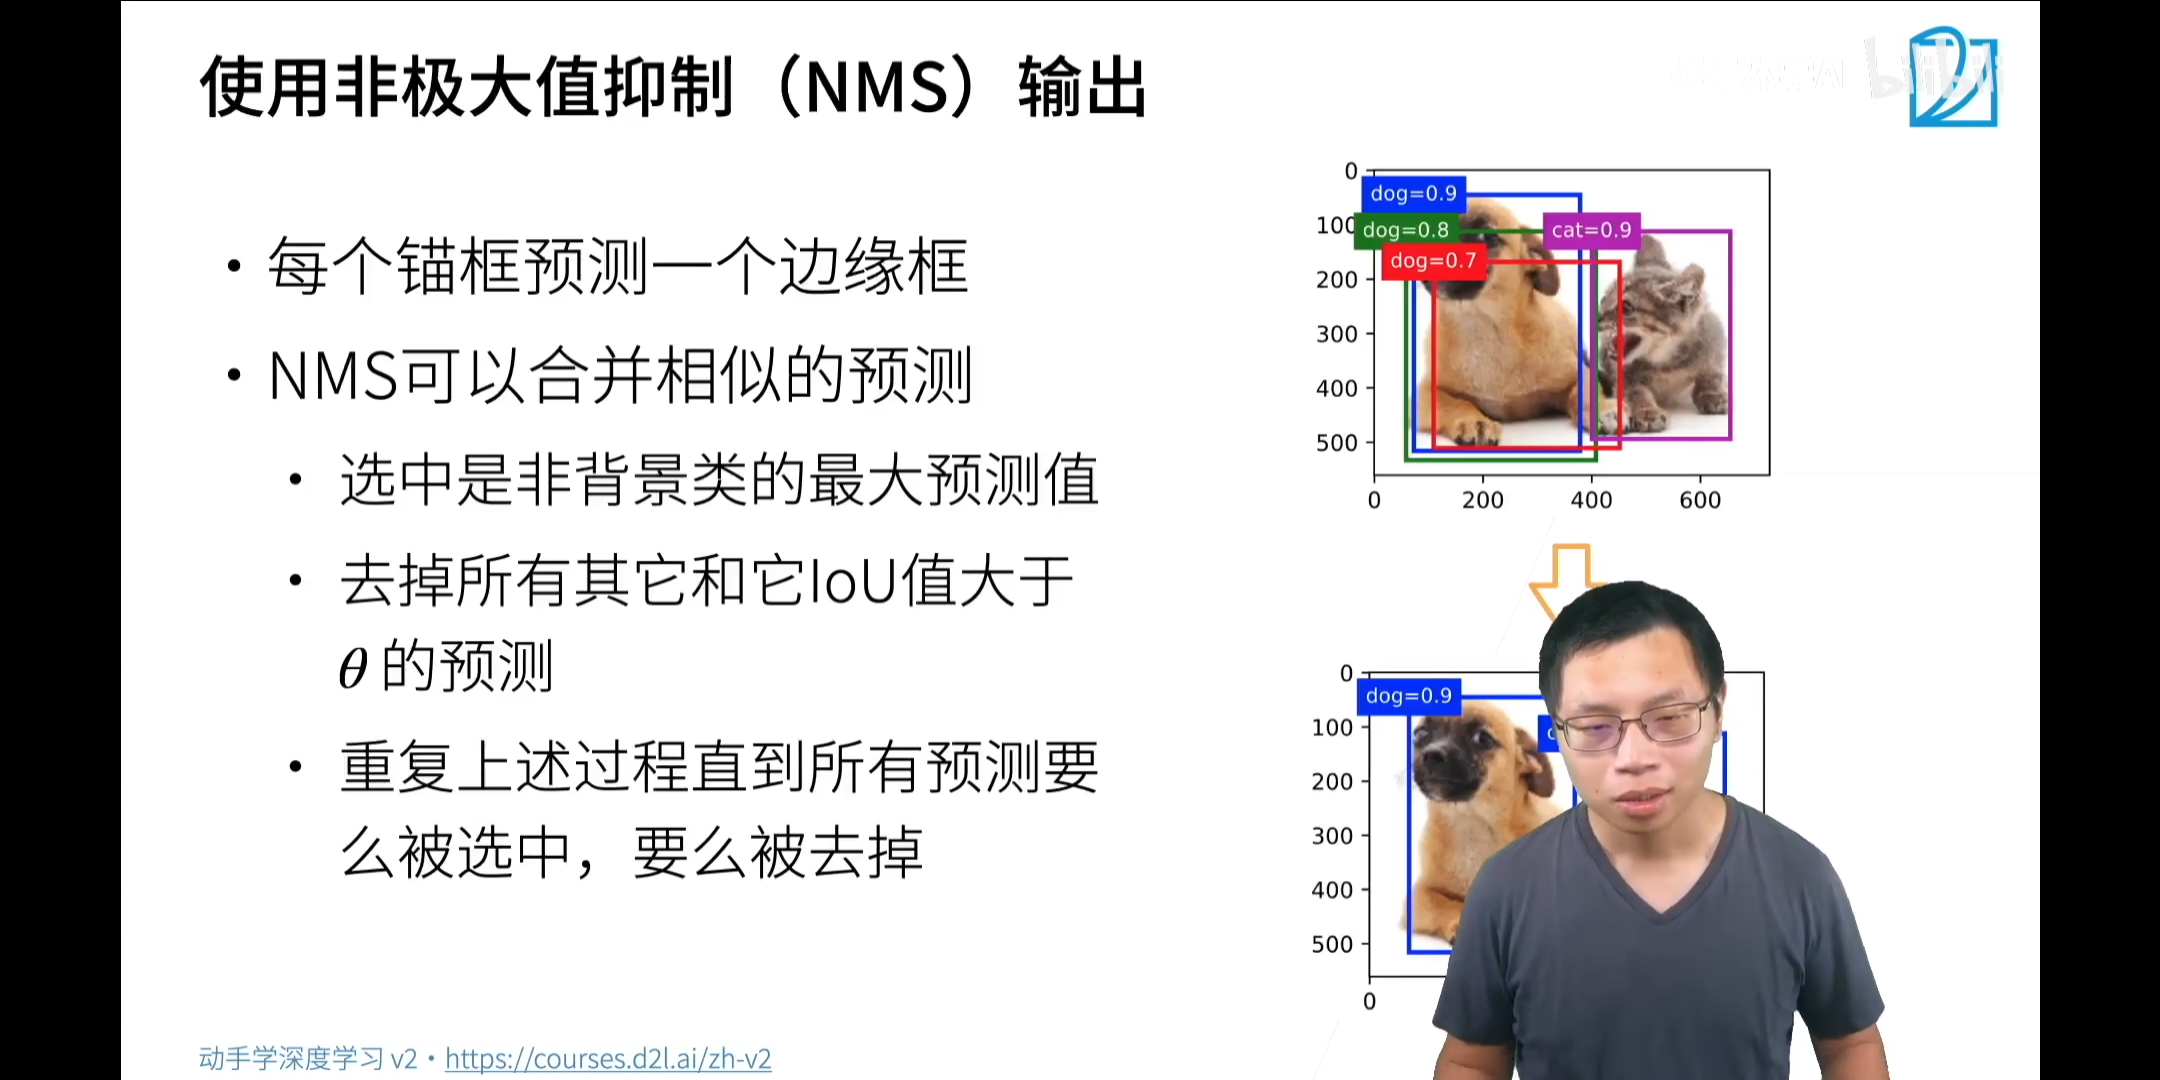 使用非极大值抑制（NMS）输出
bilibili
• 每个锚框预测一个边缘框
• NMS可以合并相似的预测
• 选中是非背景类的最大预测值
• 去掉所有其它和它IoU值大于
θ 的预测
• 重复上述过程直到所有预测要
么被选中，要么被去掉
0
dog=0.9
100
dog=0.8
cat=0.9
dog=0.7
200
300
400
500
0 200 400 600
0
dog=0.9
100
200
300
400
500
0
动手学深度学习 v2 • https://courses.d2l.ai/zh-v2